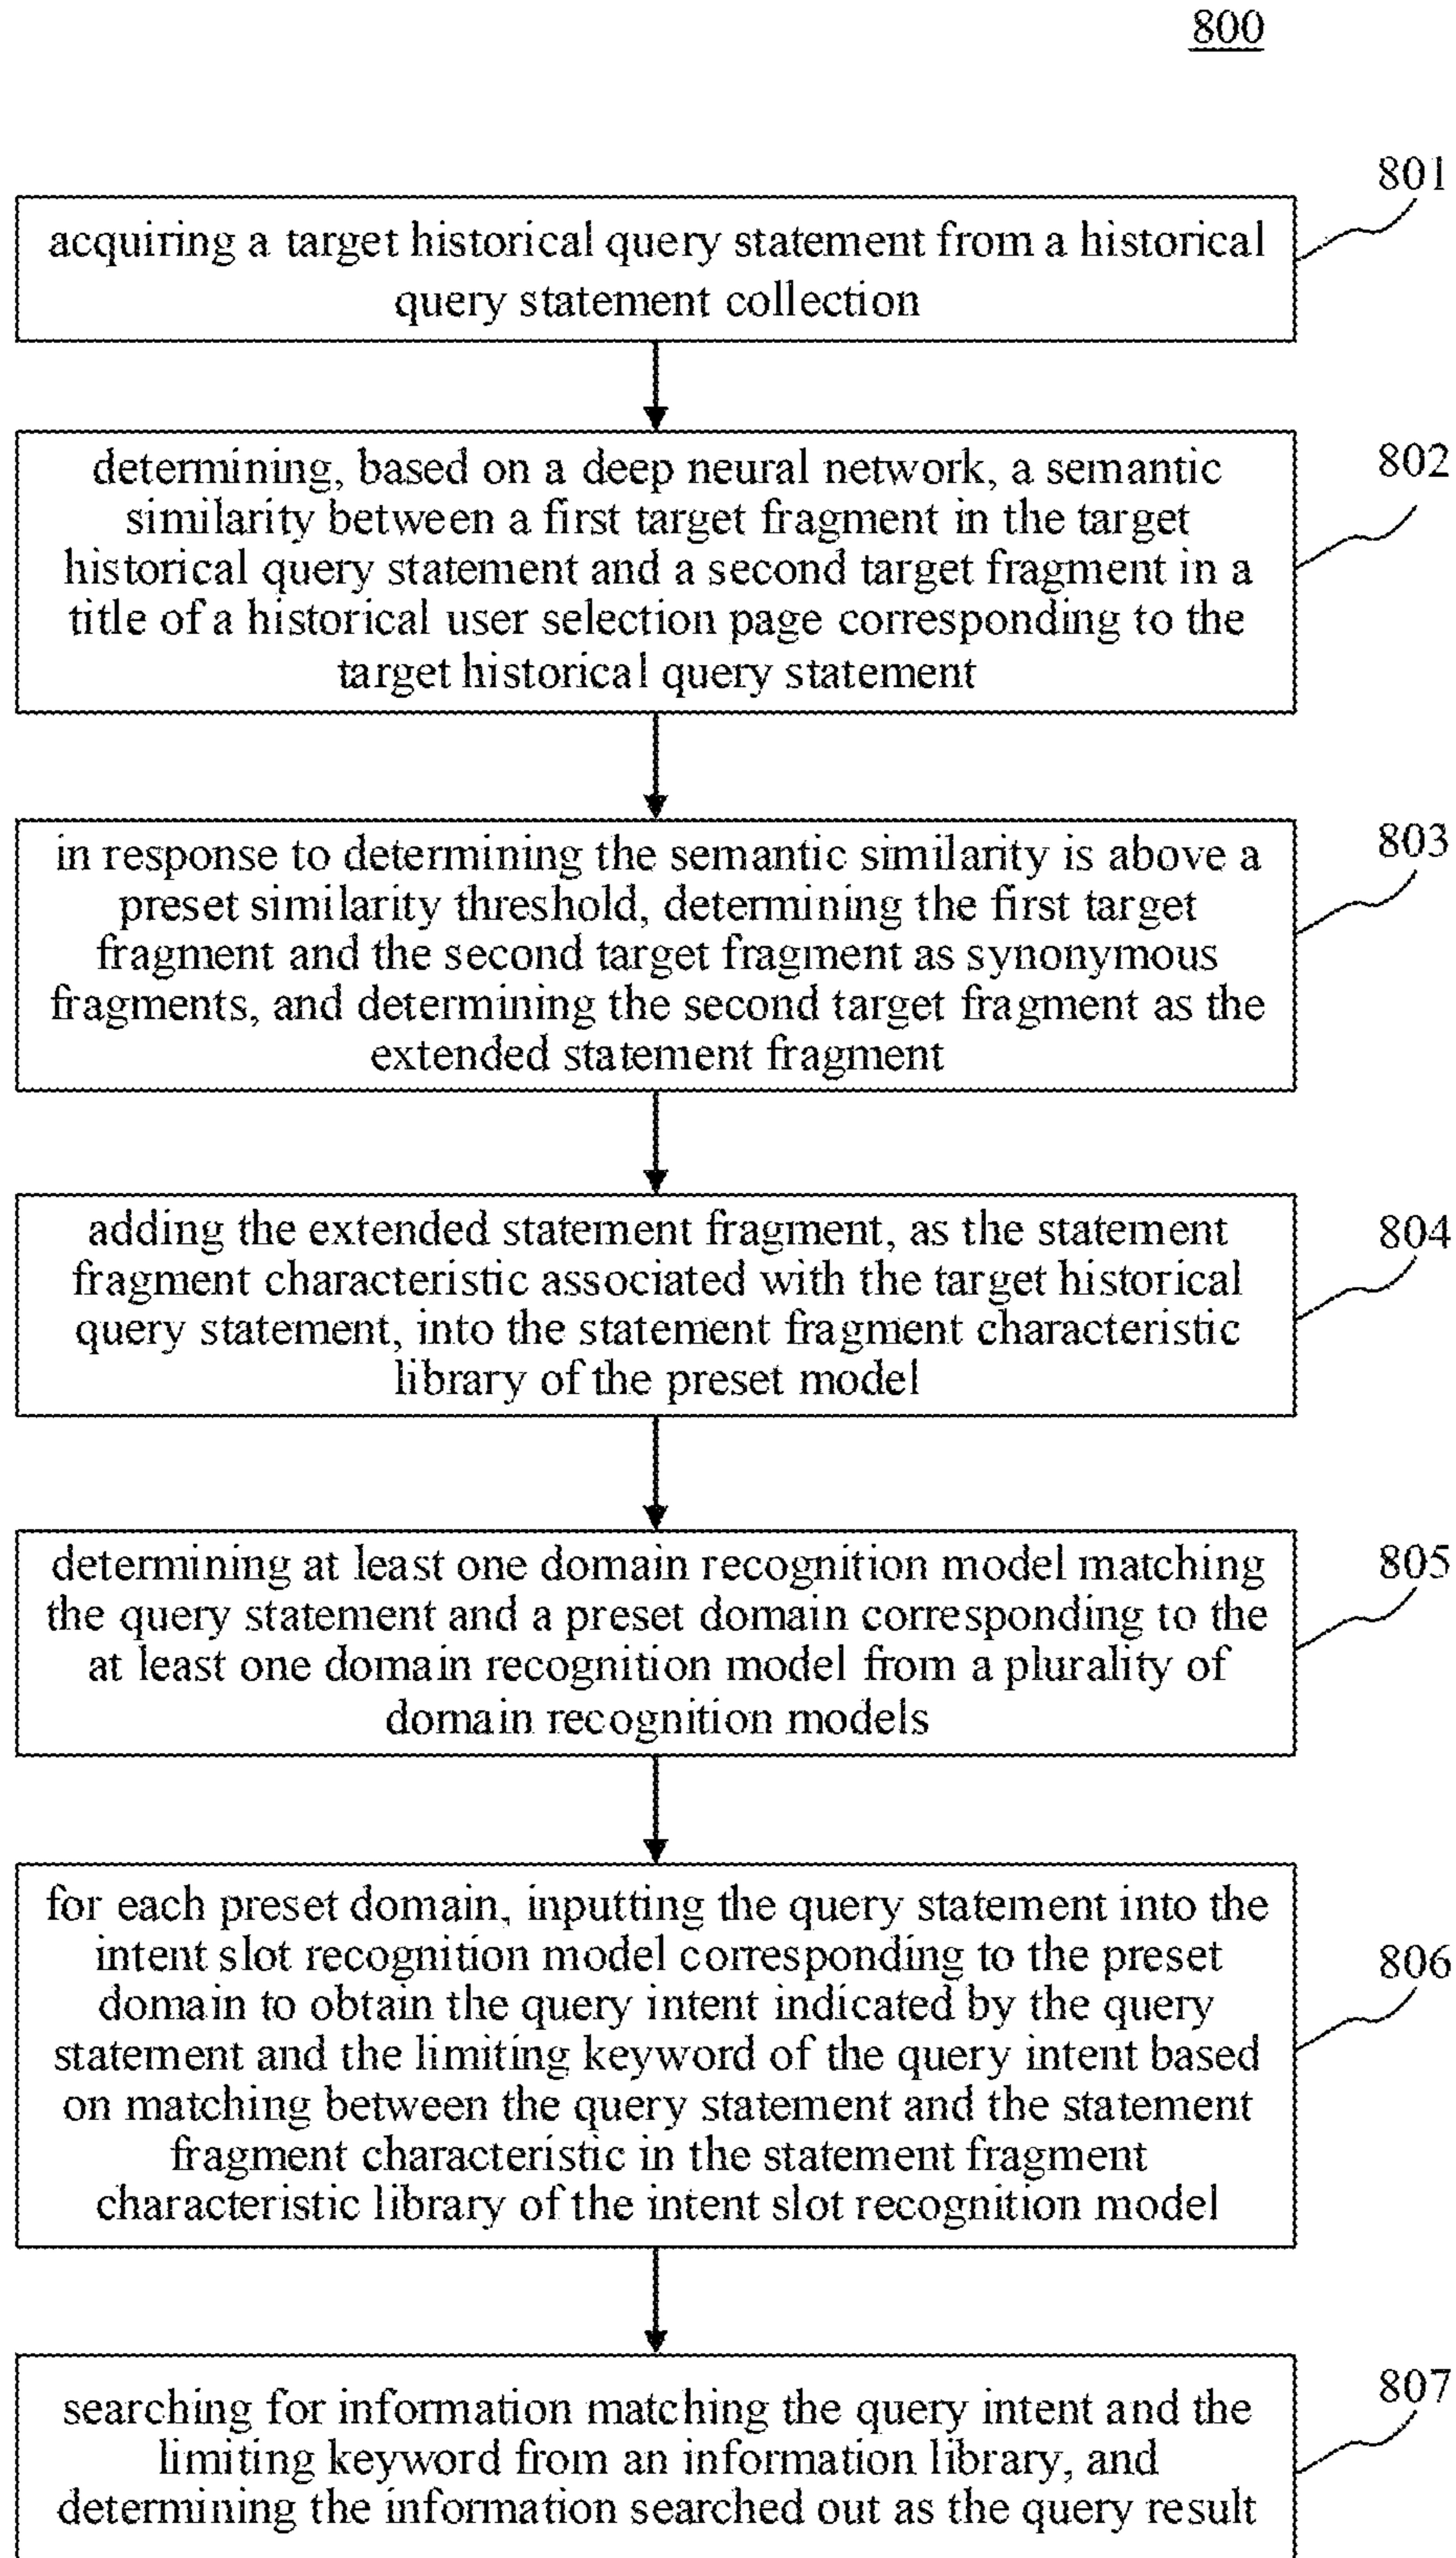 800
801
acquiring a target historical query statement from a historical
query statement collection
802
determining, based on a deep neural network, a semantic
similarity between a first target fragment in the target
historical query statement and a second target fragment in a
title of a historical user selection page corresponding to the
target historical query statement
803
in response to determining the semantic similarity is above a
preset similarity threshold, determining the first target
fragment and the second target fragment as synonymous
fragments, and determining the second target fragment as the
extended statement fragment
804
adding the extended statement fragment, as the statement
fragment characteristic associated with the target historical
query statement, into the statement fragment characteristic
library of the preset model
805
determining at least one domain recognition model matching
the query statement and a preset domain corresponding to the
at least one domain recognition model from a plurality of
domain recognition models
806
for each preset domain, inputting the query statement into the
intent slot recognition model corresponding to the preset
domain to obtain the query intent indicated by the query
statement and the limiting keyword of the query intent based
on matching between the query statement and the statement
fragment characteristic in the statement fragment
characteristic library of the intent slot recognition model
807
searching for information matching the query intent and the
limiting keyword from an information library, and
determining the information searched out as the query result